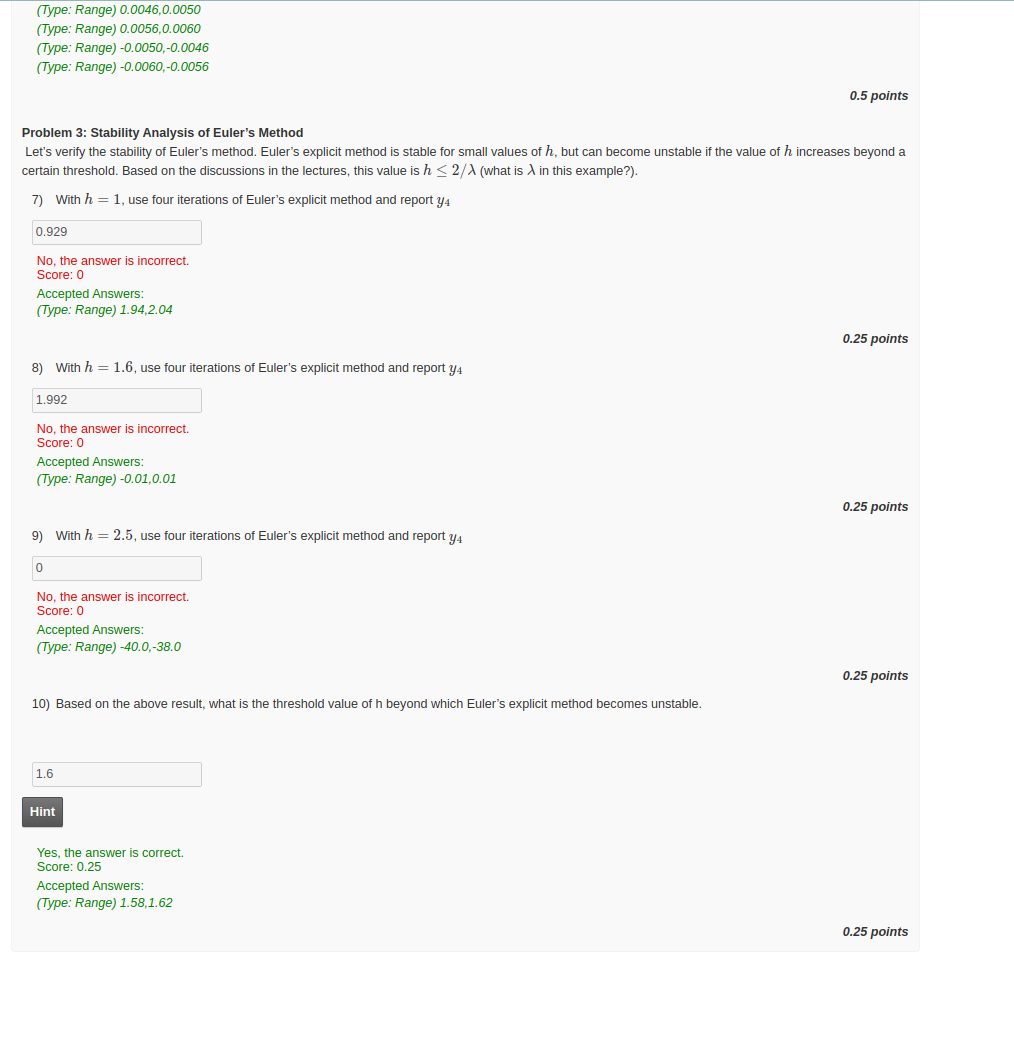 (Type: Range) 0.0046,0.0050
(Type: Range) 0.0056,0.0060
(Type: Range) -0.0050,-0.0046
(Type: Range) -0.0060,-0.0056
0.5 points
Problem 3: Stability Analysis of Euler's Method
Let's verify the stability of Euler's method. Euler's explicit method is stable for small values of h, but can become unstable if the value of h increases beyond a
certain threshold. Based on the discussions in the lectures, this value is h ≤ 2/λ (what is λ in this example?).
7) With h = 1, use four iterations of Euler's explicit method and report y₄
0.929
No, the answer is incorrect.
Score: 0
Accepted Answers:
(Type: Range) 1.94,2.04
0.25 points
8) With h = 1.6, use four iterations of Euler's explicit method and report y₄
1.992
No, the answer is incorrect.
Score: 0
Accepted Answers:
(Type: Range) -0.01,0.01
0.25 points
9) With h = 2.5, use four iterations of Euler's explicit method and report y₄
0
No, the answer is incorrect.
Score: 0
Accepted Answers:
(Type: Range) -40.0,-38.0
0.25 points
10) Based on the above result, what is the threshold value of h beyond which Euler's explicit method becomes unstable.
1.6
Hint
Yes, the answer is correct.
Score: 0.25
Accepted Answers:
(Type: Range) 1.58,1.62
0.25 points